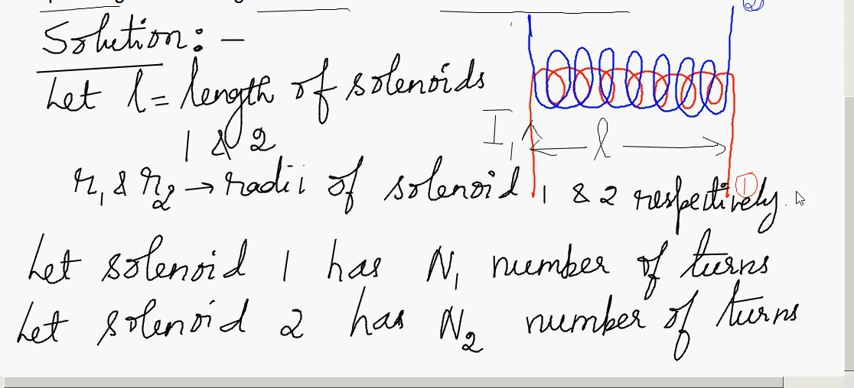 Solution: -
Let l = length of solenoids
1 & 2
I₁ l
r₁ & r₂ → radii of solenoid 1 & 2 respectively.
1
Let solenoid 1 has N₁ number of turns
Let solenoid 2 has N₂ number of turns